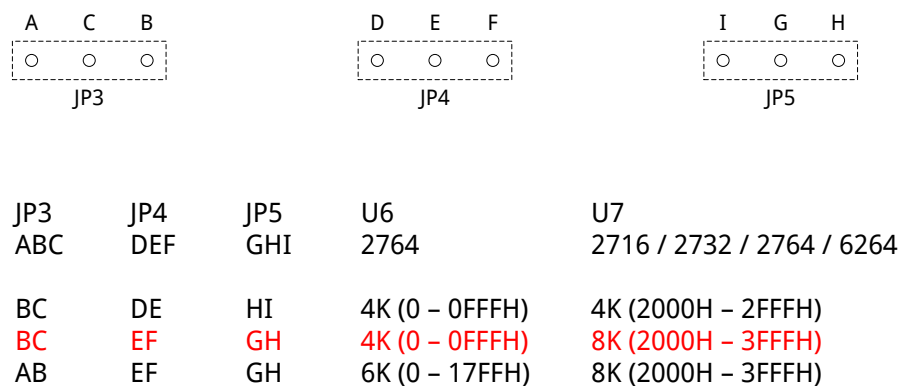 A C B D E F I G H
JP3 JP4 JP5
JP3 JP4 JP5 U6 U7
ABC DEF GHI 2764 2716 / 2732 / 2764 / 6264
BC DE HI 4K (0 – 0FFFH) 4K (2000H – 2FFFH)
BC EF GH 4K (0 – 0FFFH) 8K (2000H – 3FFFH)
AB EF GH 6K (0 – 17FFH) 8K (2000H – 3FFFH)